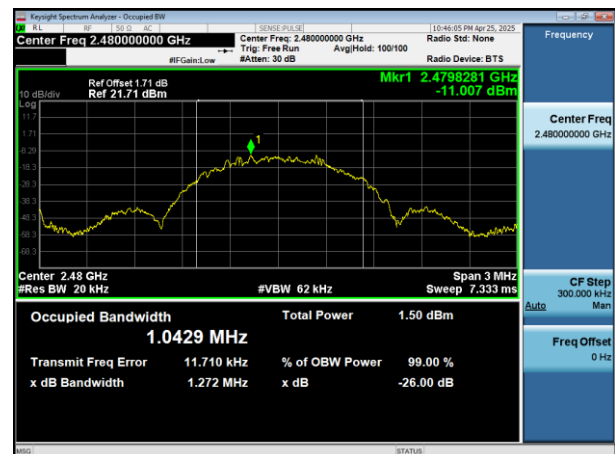 Keysight Spectrum Analyzer - Occupied BW
RL RF 50 Ω AC SENSE:PULSE 10:46:05 PM Apr 25, 2025
Center Freq 2.480000000 GHz
Center Freq: 2.480000000 GHz
Radio Std: None
Trig: Free Run Avg|Hold: 100/100
#IFGain:Low #Atten: 30 dB Radio Device: BTS
Ref Offset 1.71 dB
10 dB/div Ref 21.71 dBm
Mkr1 2.4798281 GHz
-11.007 dBm
Log
11.7
1.71
-8.29
-18.3
-28.3
-38.3
-48.3
-58.3
-68.3
1
Center 2.48 GHz Span 3 MHz
#Res BW 20 kHz #VBW 62 kHz Sweep 7.333 ms
Occupied Bandwidth Total Power 1.50 dBm
1.0429 MHz
Transmit Freq Error 11.710 kHz % of OBW Power 99.00 %
x dB Bandwidth 1.272 MHz x dB -26.00 dB
MSG STATUS
Frequency
Center Freq
2.480000000 GHz
CF Step
300.000 kHz
Auto Man
Freq Offset
0 Hz